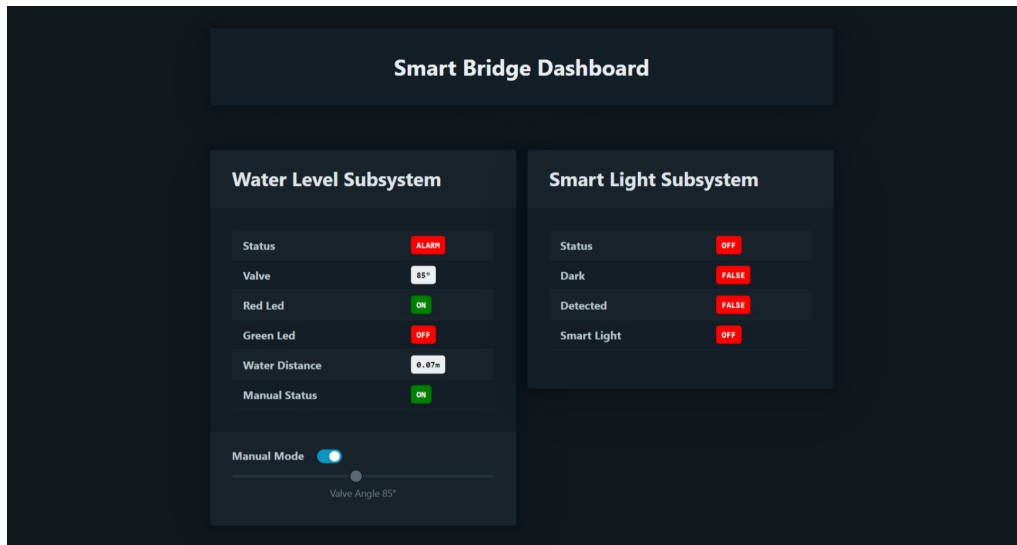 Smart Bridge Dashboard
Water Level Subsystem
Status ALARM
Valve 85°
Red Led ON
Green Led OFF
Water Distance 0.07m
Manual Status ON
Manual Mode
Valve Angle 85°
Smart Light Subsystem
Status OFF
Dark FALSE
Detected FALSE
Smart Light OFF